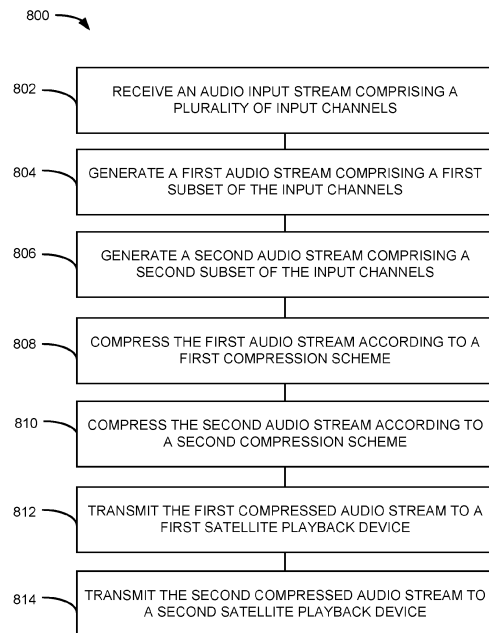 800
802
RECEIVE AN AUDIO INPUT STREAM COMPRISING A
PLURALITY OF INPUT CHANNELS
804
GENERATE A FIRST AUDIO STREAM COMPRISING A FIRST
SUBSET OF THE INPUT CHANNELS
806
GENERATE A SECOND AUDIO STREAM COMPRISING A
SECOND SUBSET OF THE INPUT CHANNELS
808
COMPRESS THE FIRST AUDIO STREAM ACCORDING TO A
FIRST COMPRESSION SCHEME
810
COMPRESS THE SECOND AUDIO STREAM ACCORDING TO
A SECOND COMPRESSION SCHEME
812
TRANSMIT THE FIRST COMPRESSED AUDIO STREAM TO A
FIRST SATELLITE PLAYBACK DEVICE
814
TRANSMIT THE SECOND COMPRESSED AUDIO STREAM TO
A SECOND SATELLITE PLAYBACK DEVICE